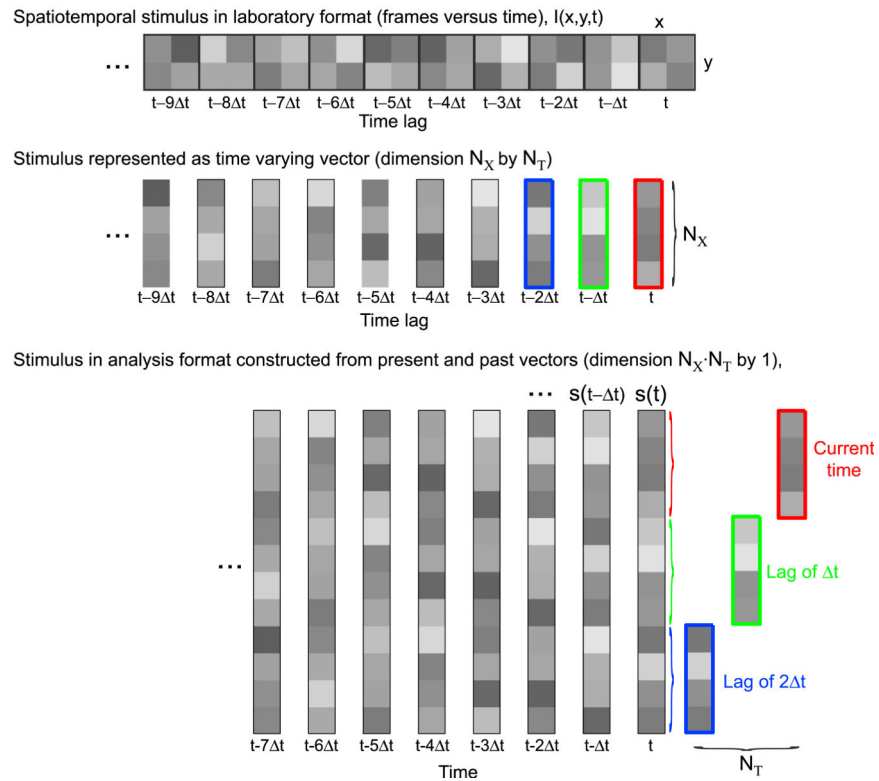 Spatiotemporal stimulus in laboratory format (frames versus time), I(x,y,t)
x
...
y
t–9Δt t–8Δt t–7Δt t–6Δt t–5Δt t–4Δt t–3Δt t–2Δt t–Δt t
Time lag
Stimulus represented as time varying vector (dimension N_X by N_T)
...
N_X
t–9Δt t–8Δt t–7Δt t–6Δt t–5Δt t–4Δt t–3Δt t–2Δt t–Δt t
Time lag
Stimulus in analysis format constructed from present and past vectors (dimension N_X·N_T by 1),
... s(t–Δt) s(t)
Current
time
...
Lag of Δt
Lag of 2Δt
t-7Δt t-6Δt t-5Δt t-4Δt t-3Δt t-2Δt t-Δt t
Time
N_T